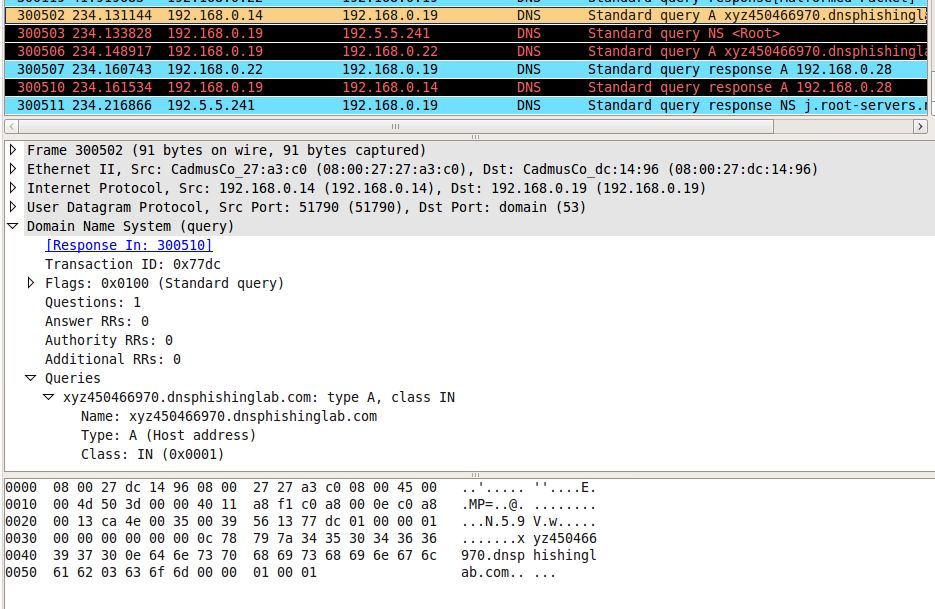 300502 234.131144 192.168.0.14 192.168.0.19 DNS Standard query A xyz450466970.dnsphishingl
300503 234.133828 192.168.0.19 192.5.5.241 DNS Standard query NS <Root>
300506 234.148917 192.168.0.19 192.168.0.22 DNS Standard query A xyz450466970.dnsphishingl
300507 234.160743 192.168.0.22 192.168.0.19 DNS Standard query response A 192.168.0.28
300510 234.161534 192.168.0.19 192.168.0.14 DNS Standard query response A 192.168.0.28
300511 234.216866 192.5.5.241 192.168.0.19 DNS Standard query response NS j.root-servers.
Frame 300502 (91 bytes on wire, 91 bytes captured)
Ethernet II, Src: CadmusCo_27:a3:c0 (08:00:27:27:a3:c0), Dst: CadmusCo_dc:14:96 (08:00:27:dc:14:96)
Internet Protocol, Src: 192.168.0.14 (192.168.0.14), Dst: 192.168.0.19 (192.168.0.19)
User Datagram Protocol, Src Port: 51790 (51790), Dst Port: domain (53)
Domain Name System (query)
[Response In: 300510]
Transaction ID: 0x77dc
Flags: 0x0100 (Standard query)
Questions: 1
Answer RRs: 0
Authority RRs: 0
Additional RRs: 0
Queries
xyz450466970.dnsphishinglab.com: type A, class IN
Name: xyz450466970.dnsphishinglab.com
Type: A (Host address)
Class: IN (0x0001)
0000 08 00 27 dc 14 96 08 00 27 27 a3 c0 08 00 45 00 ..'..... ''....E.
0010 00 4d 50 3d 00 00 40 11 a8 f1 c0 a8 00 0e c0 a8 .MP=..@. ........
0020 00 13 ca 4e 00 35 00 39 56 13 77 dc 01 00 00 01 ...N.5.9 V.w.....
0030 00 00 00 00 00 00 0c 78 79 7a 34 35 30 34 36 36 .......x yz450466
0040 39 37 30 0e 64 6e 73 70 68 69 73 68 69 6e 67 6c 970.dnsp hishingl
0050 61 62 03 63 6f 6d 00 00 01 00 01 ab.com.. ...